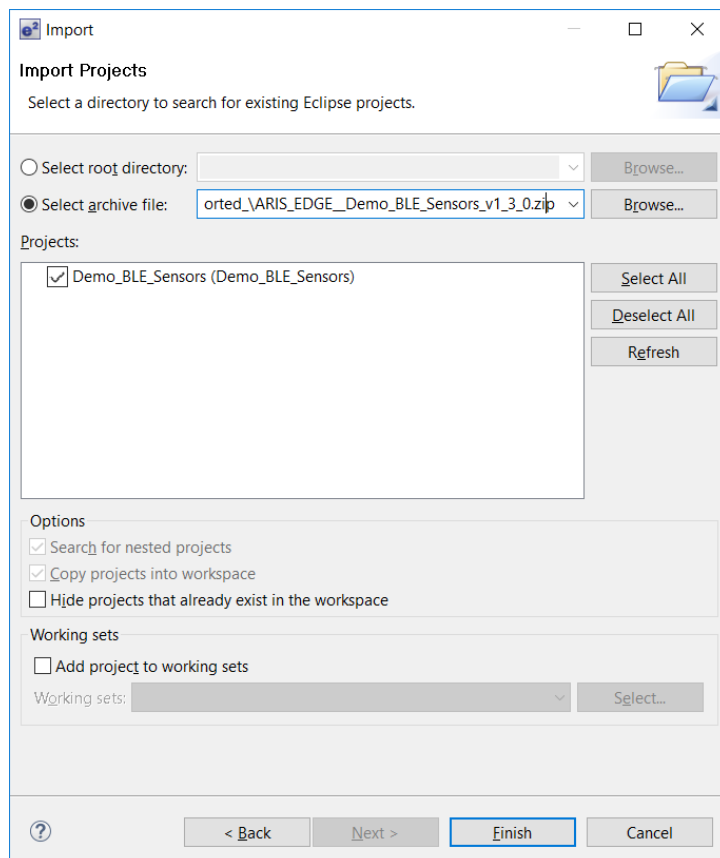 e² Import
Import Projects
Select a directory to search for existing Eclipse projects.
Select root directory:
Browse...
Select archive file:
orted_\ARIS_EDGE__Demo_BLE_Sensors_v1_3_0.zip
Browse...
Projects:
Demo_BLE_Sensors (Demo_BLE_Sensors)
Select All
Deselect All
Refresh
Options
Search for nested projects
Copy projects into workspace
Hide projects that already exist in the workspace
Working sets
Add project to working sets
Working sets:
Select...
?
< Back
Next >
Finish
Cancel